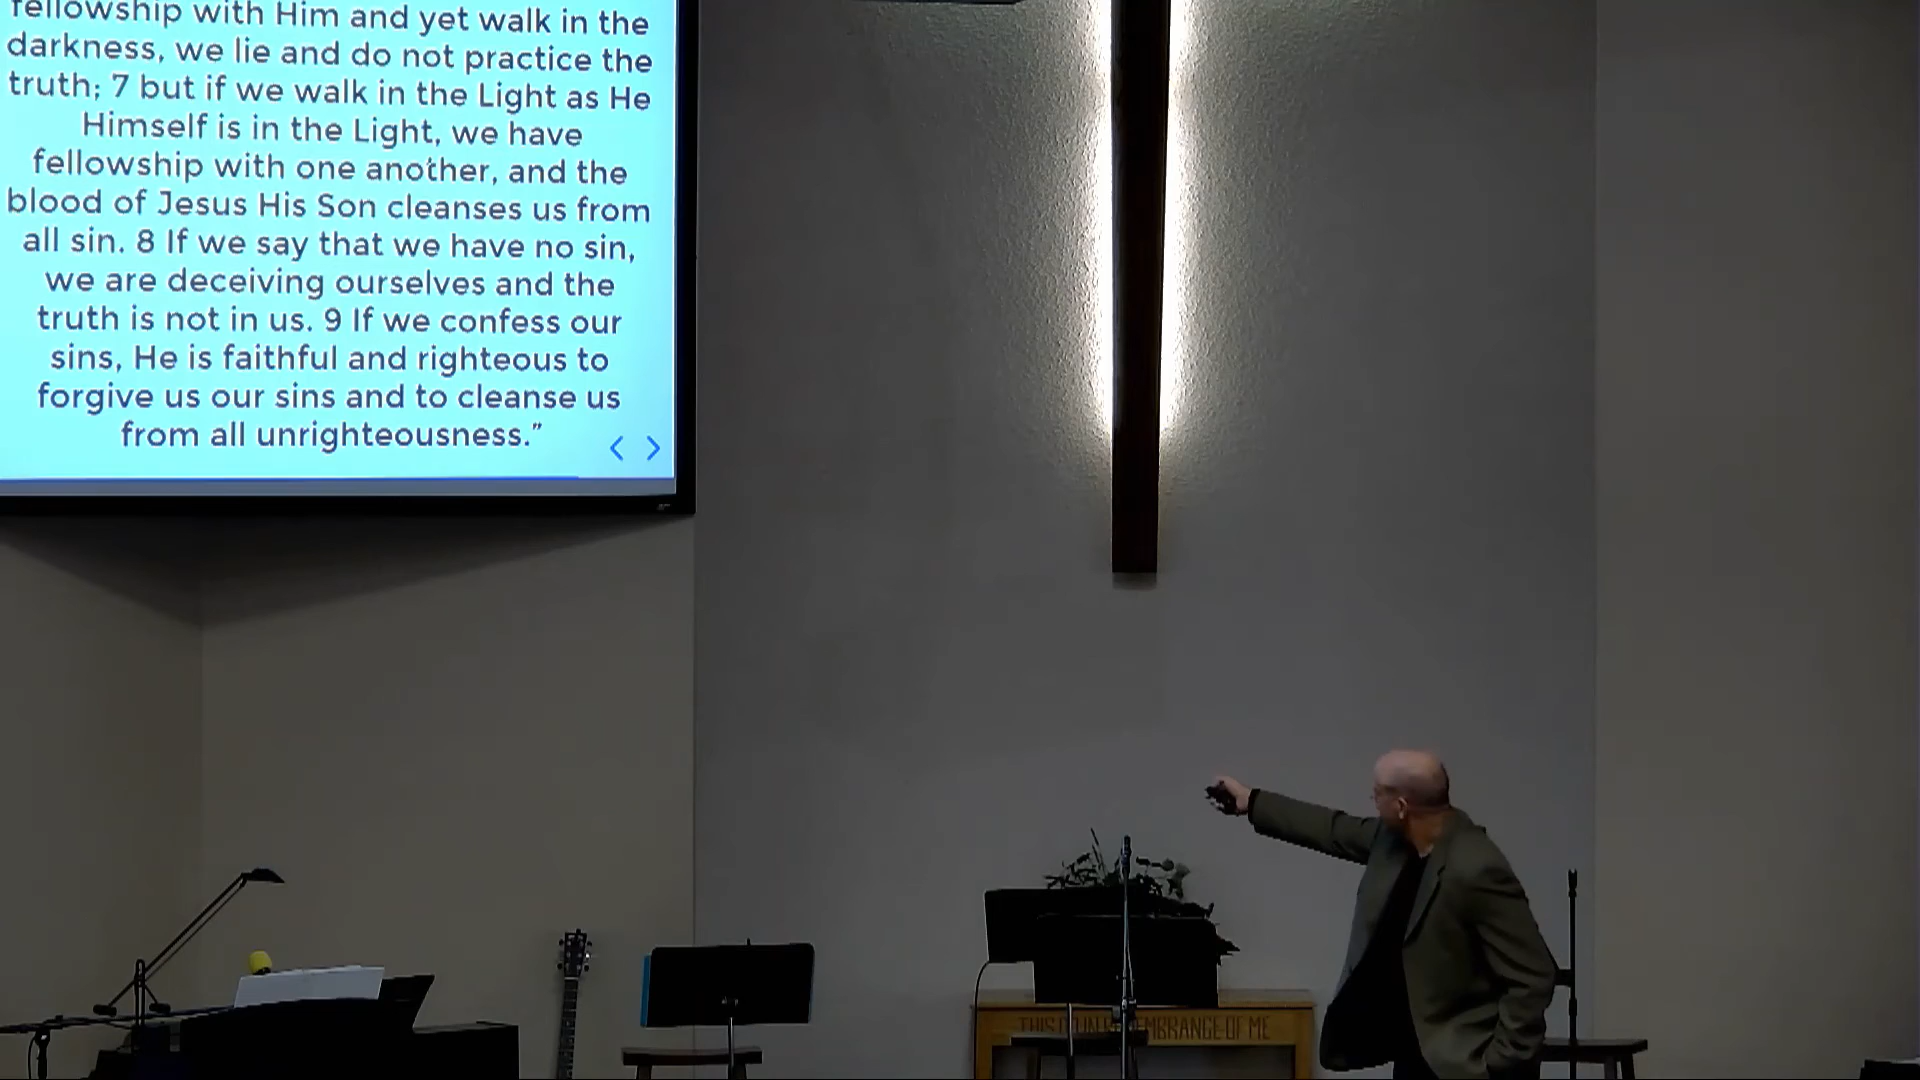 fellowship with Him and yet walk in the
darkness, we lie and do not practice the
truth; 7 but if we walk in the Light as He
Himself is in the Light, we have
fellowship with one another, and the
blood of Jesus His Son cleanses us from
all sin. 8 If we say that we have no sin,
we are deceiving ourselves and the
truth is not in us. 9 If we confess our
sins, He is faithful and righteous to
forgive us our sins and to cleanse us
from all unrighteousness.”
THIS IN OF ME